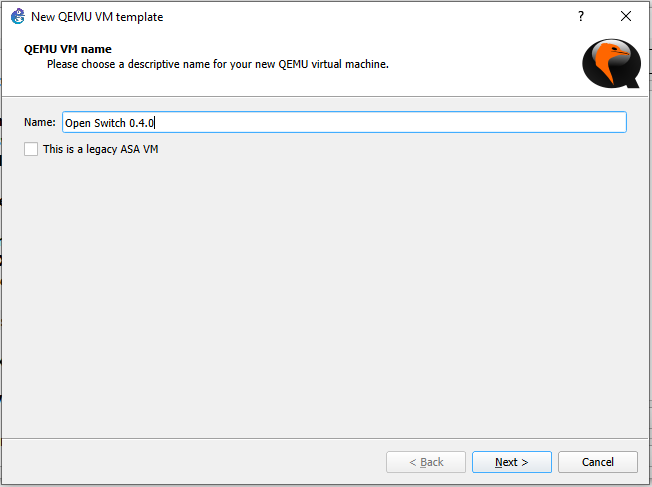 New QEMU VM template
?
QEMU VM name
Please choose a descriptive name for your new QEMU virtual machine.
Name: Open Switch 0.4.0
This is a legacy ASA VM
< Back Next > Cancel